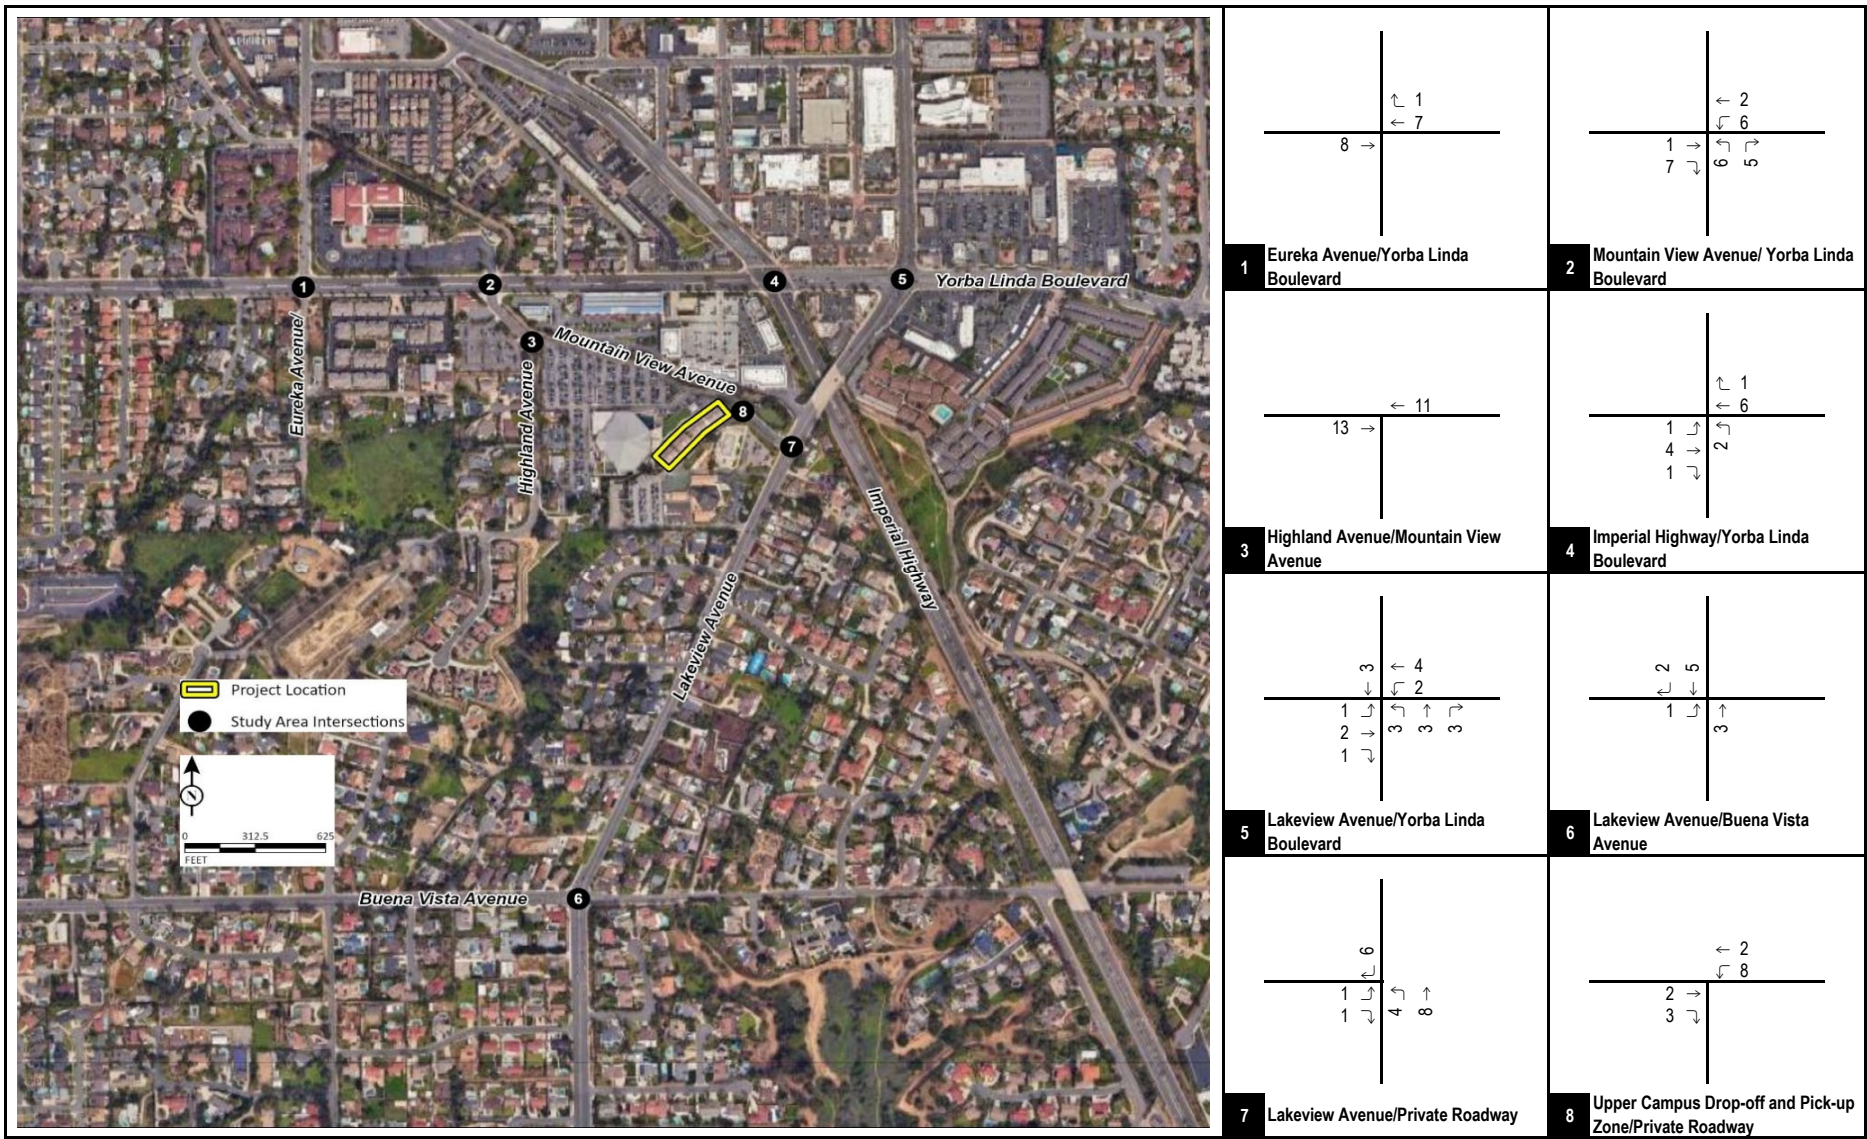 1
2
3
4
5
6
7
8
Yorba Linda Boulevard
Eureka Avenue/
Mountain View Avenue
Highland Avenue
Imperial Highway
Lakeview Avenue
Buena Vista Avenue
Project Location
Study Area Intersections
N
0 312.5 625
FEET
1
7
8
1 Eureka Avenue/Yorba Linda
Boulevard
2
6
1
7
6 5
2 Mountain View Avenue/ Yorba Linda
Boulevard
11
13
3 Highland Avenue/Mountain View
Avenue
1
6
1
4
1
2
4 Imperial Highway/Yorba Linda
Boulevard
3
4
2
1
2
1
3 3 3
5 Lakeview Avenue/Yorba Linda
Boulevard
2 5
1
3
6 Lakeview Avenue/Buena Vista
Avenue
6
1
1
4 8
7 Lakeview Avenue/Private Roadway
2
8
2
3
8 Upper Campus Drop-off and Pick-up
Zone/Private Roadway